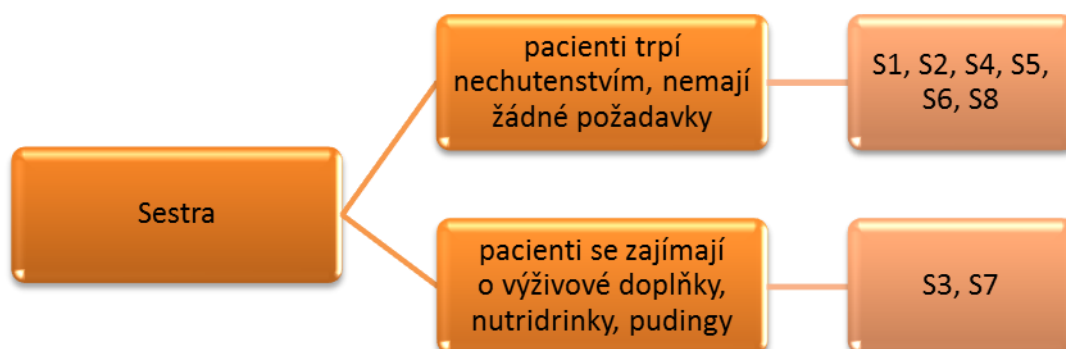 Sestra
pacienti trpí
nechutenstvím, nemají
žádné požadavky
S1, S2, S4, S5,
S6, S8
pacienti se zajímají
o výživové doplňky,
nutridrinky, pudingy
S3, S7